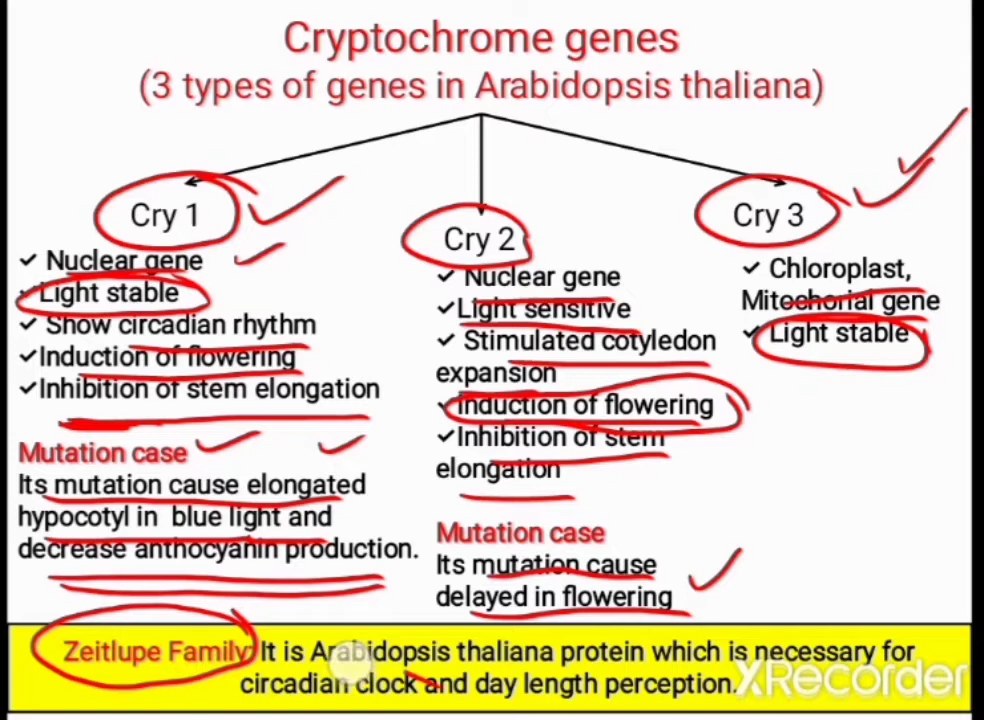 Cryptochrome genes
(3 types of genes in Arabidopsis thaliana)
Cry 1
✓ Nuclear gene
✓Light stable
✓ Show circadian rhythm
✓Induction of flowering
✓Inhibition of stem elongation
Mutation case
Its mutation cause elongated
hypocotyl in blue light and
decrease anthocyanin production.
Cry 2
✓ Nuclear gene
✓Light sensitive
✓ Stimulated cotyledon
expansion
✓Induction of flowering
✓Inhibition of stem
elongation
Mutation case
Its mutation cause
delayed in flowering
Cry 3
✓ Chloroplast,
Mitochorial gene
✓ Light stable
Zeitlupe Family: It is Arabidopsis thaliana protein which is necessary for
circadian clock and day length perception.
XRecorder